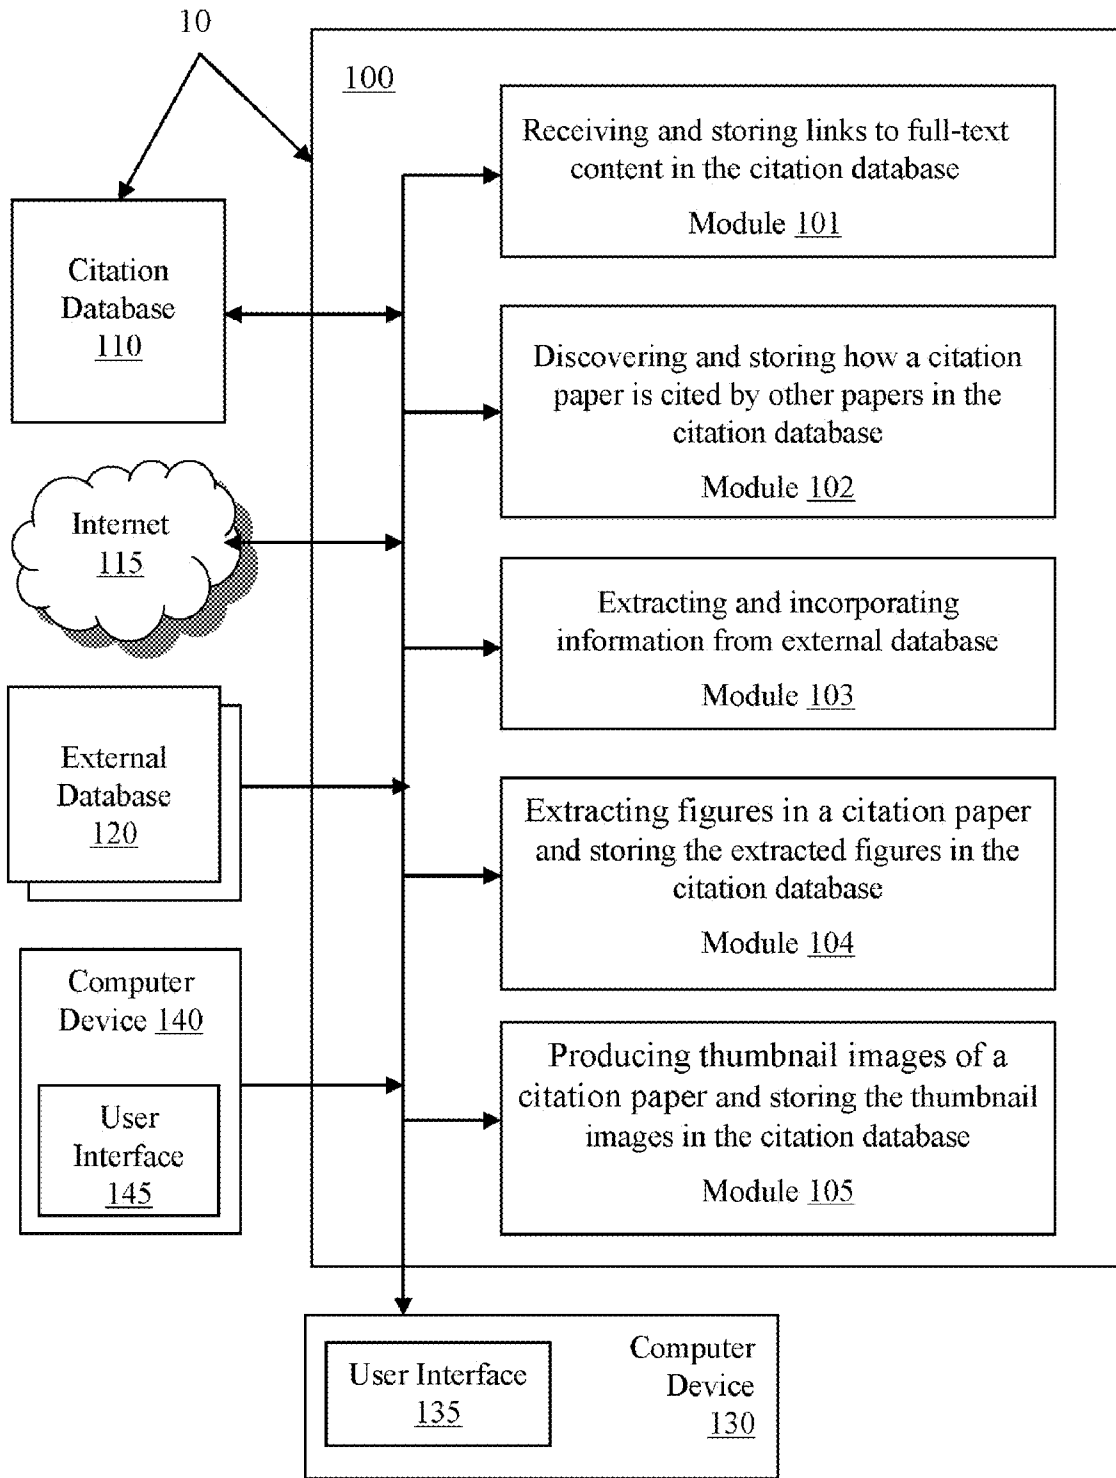 10
100
Receiving and storing links to full-text
content in the citation database
Module 101
Citation
Database
110
Discovering and storing how a citation
paper is cited by other papers in the
citation database
Module 102
Internet
115
Extracting and incorporating
information from external database
Module 103
External
Database
120
Extracting figures in a citation paper
and storing the extracted figures in the
citation database
Module 104
Computer
Device 140
User
Interface
145
Producing thumbnail images of a
citation paper and storing the thumbnail
images in the citation database
Module 105
User Interface
135
Computer
Device
130